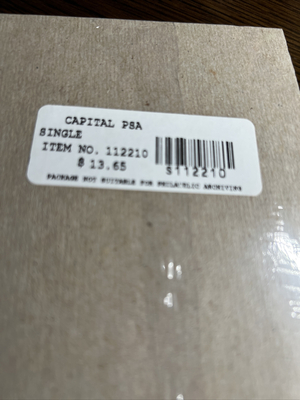 CAPITAL PSA
SINGLE
ITEM NO. 112210
$ 13.65
S112210
PACKAGE NOT SUITABLE FOR PHILATELIC ARCHIVING